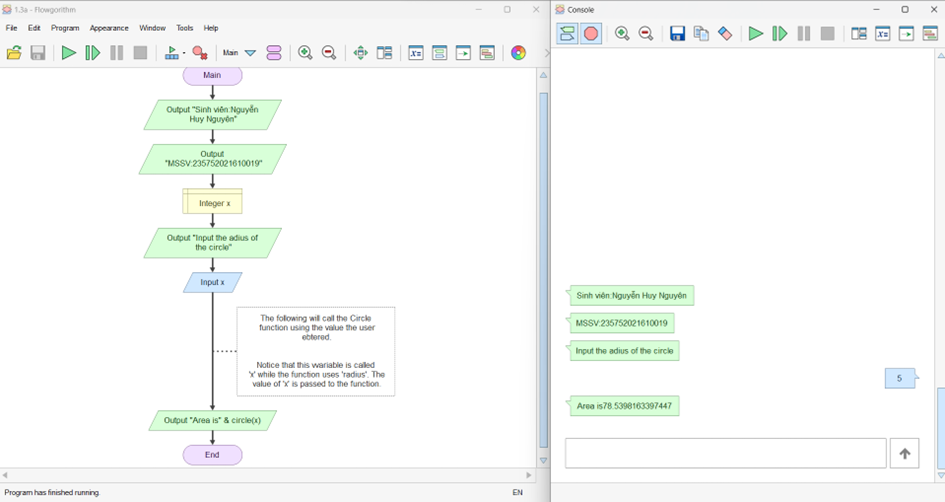 1.3a - Flowgorithm
File Edit Program Appearance Window Tools Help
Main
Main
Output "Sinh viên:Nguyễn
Huy Nguyên"
Output
"MSSV:235752021610019"
Integer x
Output "Input the adius of
the circle"
Input x
The following will call the Circle
function using the value the user
ebtered.
Notice that this vvariable is called
'x' while the function uses 'radius'. The
value of 'x' is passed to the function.
Output "Area is" & circle(x)
End
Program has finished running.
EN
Console
Sinh viên:Nguyễn Huy Nguyên
MSSV:235752021610019
Input the adius of the circle
5
Area is78.5398163397447